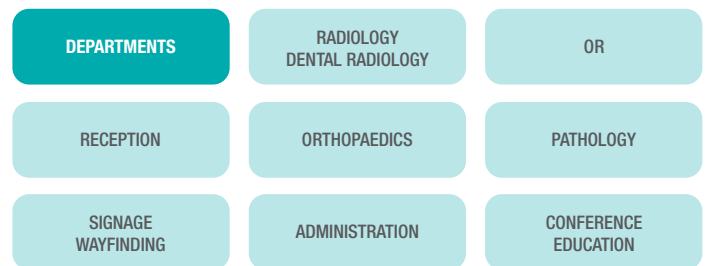 DEPARTMENTS
RADIOLOGY
DENTAL RADIOLOGY
OR
RECEPTION
ORTHOPAEDICS
PATHOLOGY
SIGNAGE
WAYFINDING
ADMINISTRATION
CONFERENCE
EDUCATION